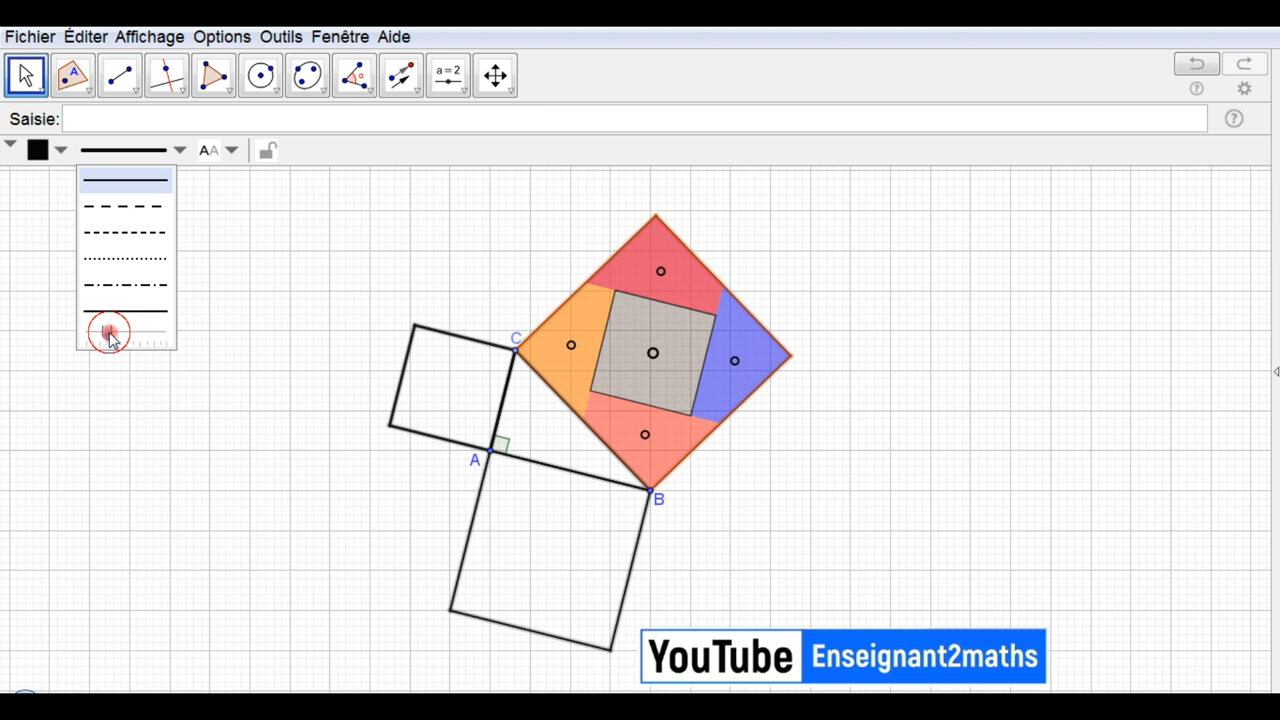 Fichier Éditer Affichage Options Outils Fenêtre Aide
A α a = 2
Saisie:
AA
C
A
B
YouTube Enseignant2maths